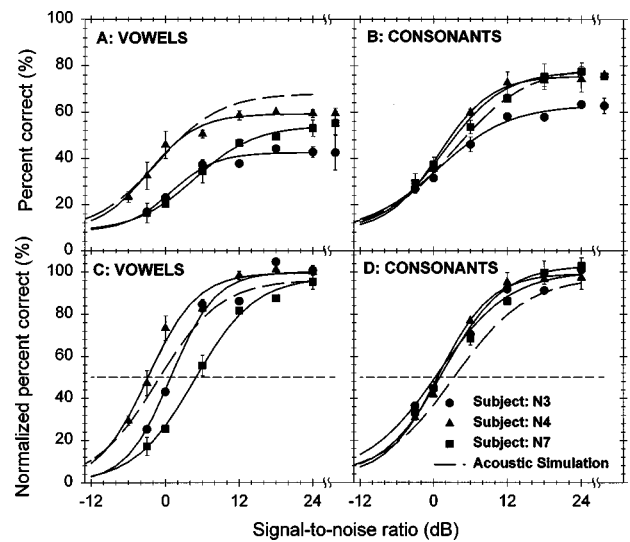 A: VOWELS
B: CONSONANTS
Percent correct (%)
100
80
60
40
20
0
C: VOWELS
D: CONSONANTS
Normalized percent correct (%)
100
80
60
40
20
0
Subject: N3
Subject: N4
Subject: N7
Acoustic Simulation
-12 0 12 24 -12 0 12 24
Signal-to-noise ratio (dB)